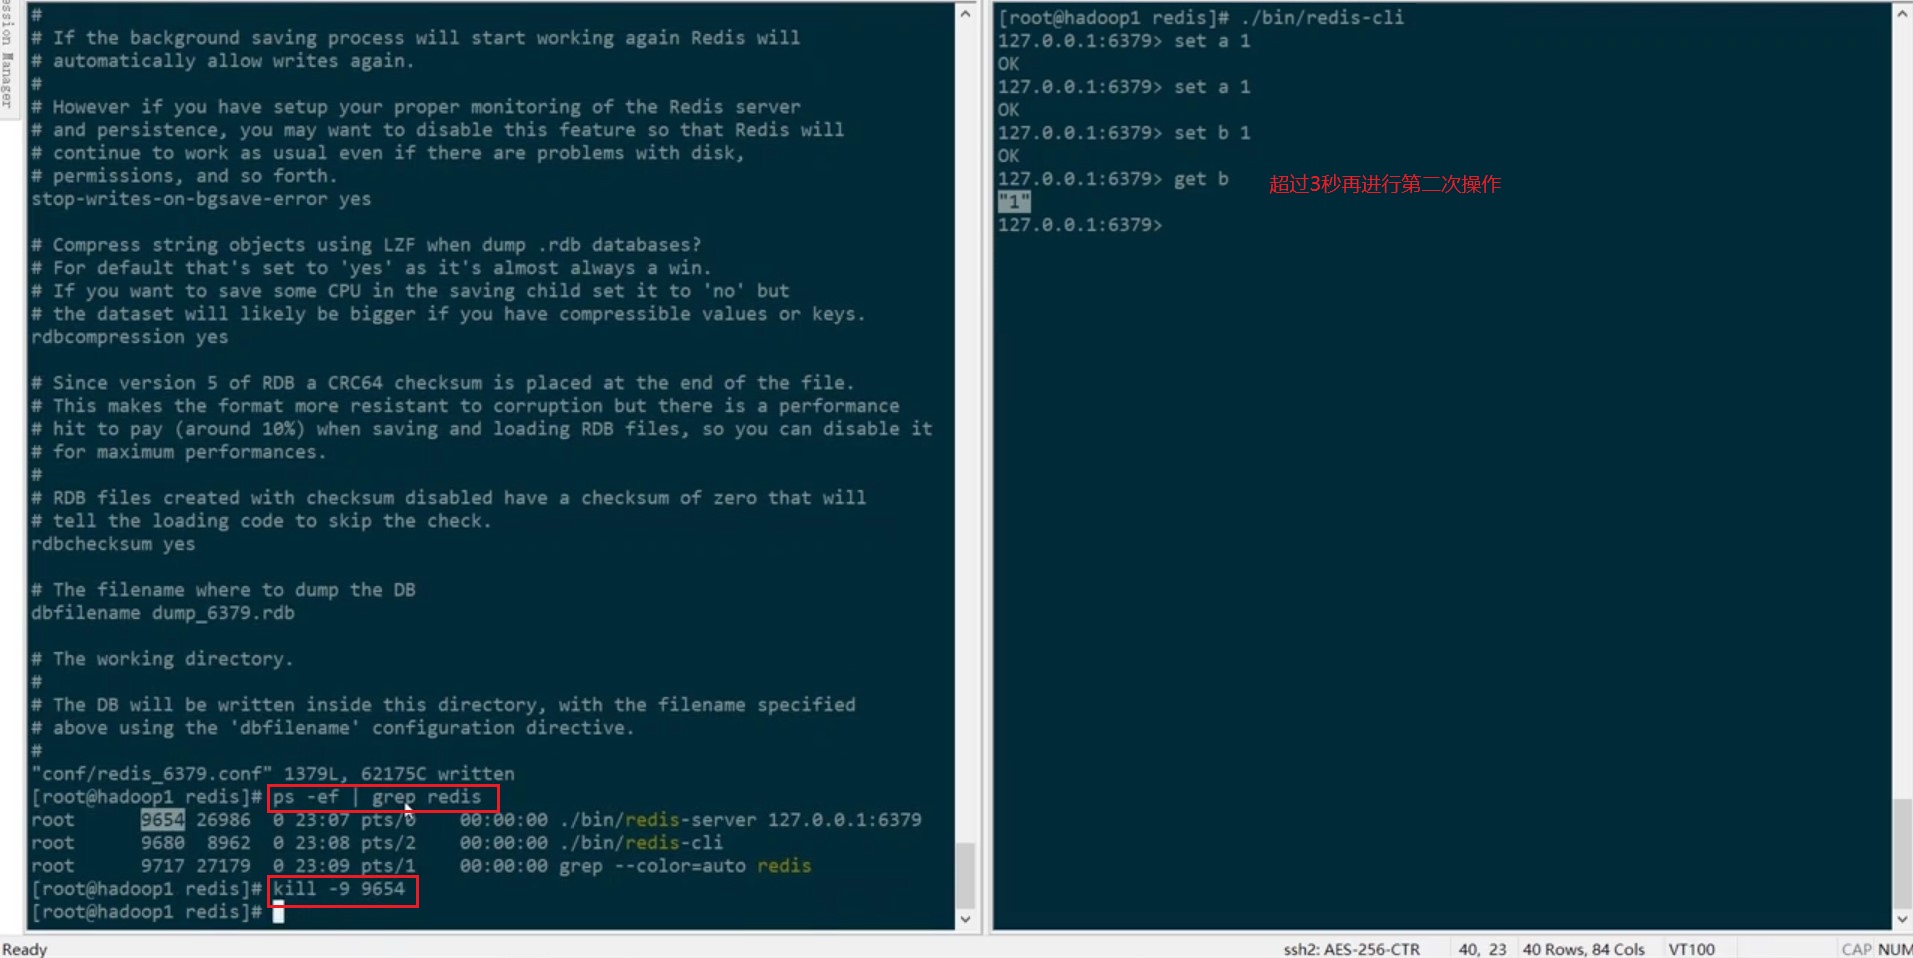 ession Manager
#
# If the background saving process will start working again Redis will
# automatically allow writes again.
#
# However if you have setup your proper monitoring of the Redis server
# and persistence, you may want to disable this feature so that Redis will
# continue to work as usual even if there are problems with disk,
# permissions, and so forth.
stop-writes-on-bgsave-error yes
# Compress string objects using LZF when dump .rdb databases?
# For default that's set to 'yes' as it's almost always a win.
# If you want to save some CPU in the saving child set it to 'no' but
# the dataset will likely be bigger if you have compressible values or keys.
rdbcompression yes
# Since version 5 of RDB a CRC64 checksum is placed at the end of the file.
# This makes the format more resistant to corruption but there is a performance
# hit to pay (around 10%) when saving and loading RDB files, so you can disable it
# for maximum performances.
#
# RDB files created with checksum disabled have a checksum of zero that will
# tell the loading code to skip the check.
rdbchecksum yes
# The filename where to dump the DB
dbfilename dump_6379.rdb
# The working directory.
#
# The DB will be written inside this directory, with the filename specified
# above using the 'dbfilename' configuration directive.
#
"conf/redis_6379.conf" 1379L, 62175C written
[root@hadoop1 redis]# ps -ef | grep redis
root 9654 26986 0 23:07 pts/0 00:00:00 ./bin/redis-server 127.0.0.1:6379
root 9680 8962 0 23:08 pts/2 00:00:00 ./bin/redis-cli
root 9717 27179 0 23:09 pts/1 00:00:00 grep --color=auto redis
[root@hadoop1 redis]# kill -9 9654
[root@hadoop1 redis]#
[root@hadoop1 redis]# ./bin/redis-cli
127.0.0.1:6379> set a 1
OK
127.0.0.1:6379> set a 1
OK
127.0.0.1:6379> set b 1
OK
127.0.0.1:6379> get b
超过3秒再进行第二次操作
"1"
127.0.0.1:6379>
Ready
ssh2: AES-256-CTR 40, 23 40 Rows, 84 Cols VT100 CAP NUM